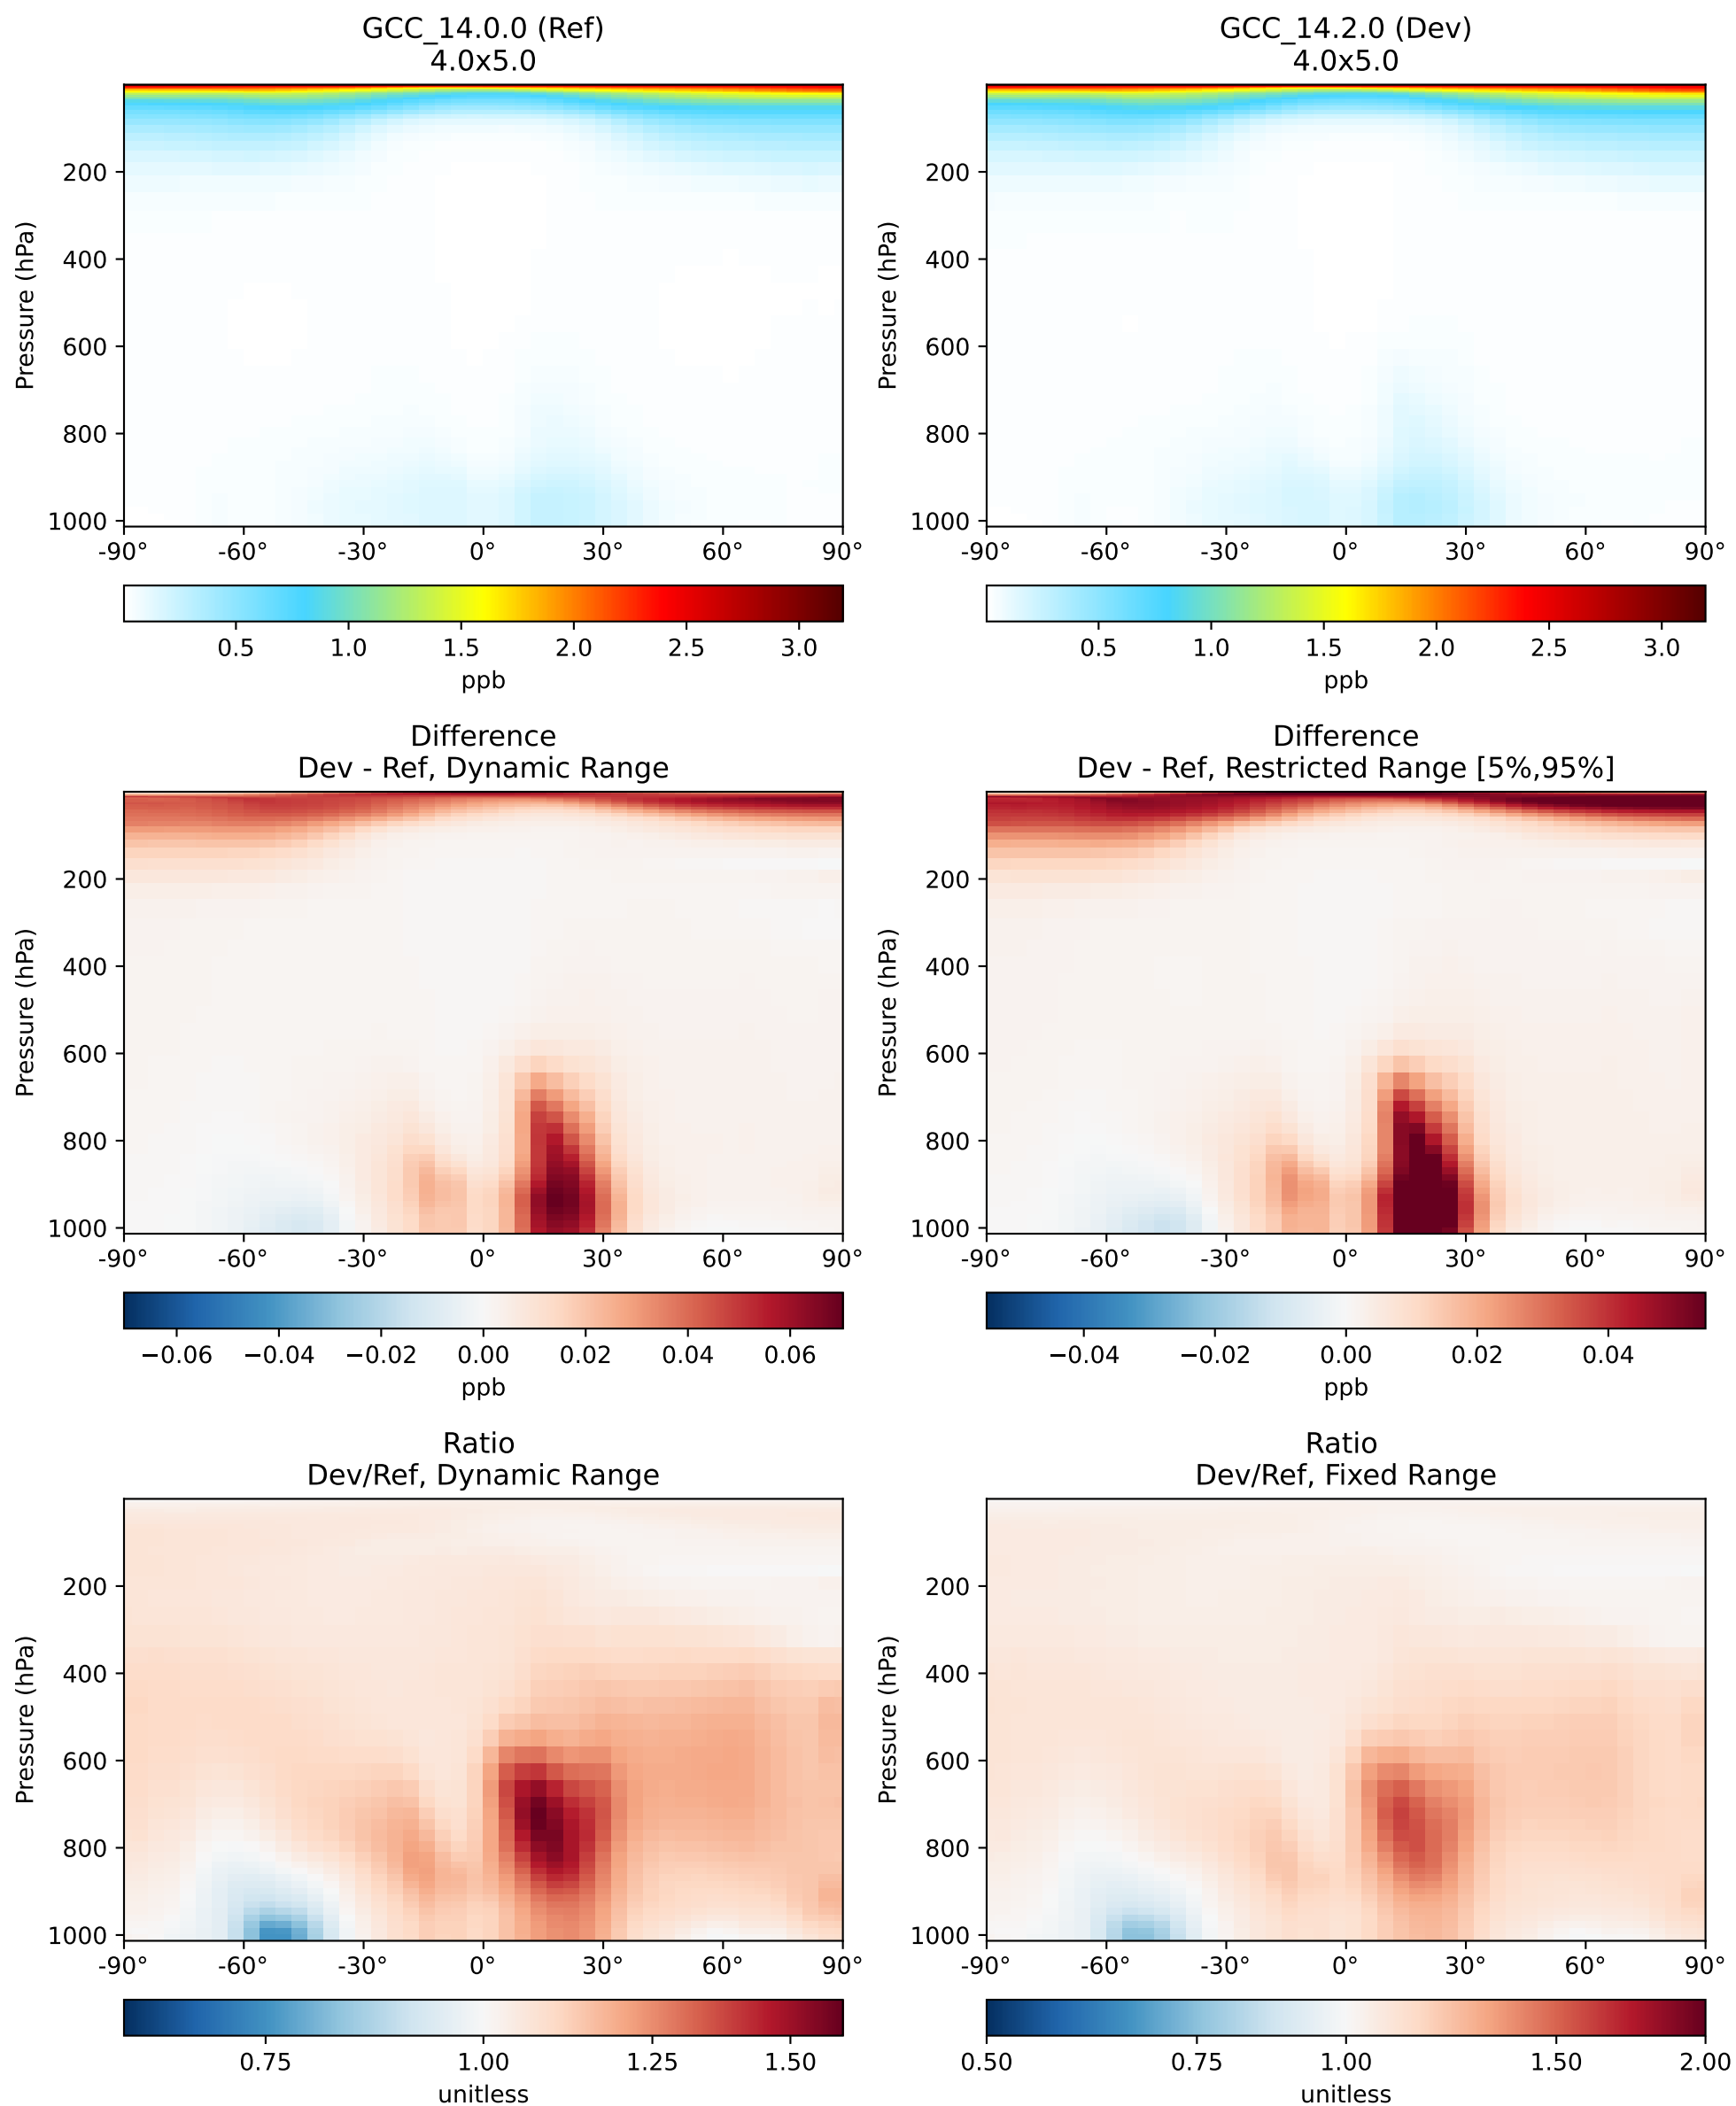 GCC_14.0.0 (Ref)
4.0x5.0
Pressure (hPa)
200
400
600
800
1000
-90° -60° -30° 0° 30° 60° 90°
0.5 1.0 1.5 2.0 2.5 3.0
ppb
GCC_14.2.0 (Dev)
4.0x5.0
Pressure (hPa)
200
400
600
800
1000
-90° -60° -30° 0° 30° 60° 90°
0.5 1.0 1.5 2.0 2.5 3.0
ppb
Difference
Dev - Ref, Dynamic Range
Pressure (hPa)
200
400
600
800
1000
-90° -60° -30° 0° 30° 60° 90°
−0.06 −0.04 −0.02 0.00 0.02 0.04 0.06
ppb
Difference
Dev - Ref, Restricted Range [5%,95%]
Pressure (hPa)
200
400
600
800
1000
-90° -60° -30° 0° 30° 60° 90°
−0.04 −0.02 0.00 0.02 0.04
ppb
Ratio
Dev/Ref, Dynamic Range
Pressure (hPa)
200
400
600
800
1000
-90° -60° -30° 0° 30° 60° 90°
0.75 1.00 1.25 1.50
unitless
Ratio
Dev/Ref, Fixed Range
Pressure (hPa)
200
400
600
800
1000
-90° -60° -30° 0° 30° 60° 90°
0.50 0.75 1.00 1.50 2.00
unitless